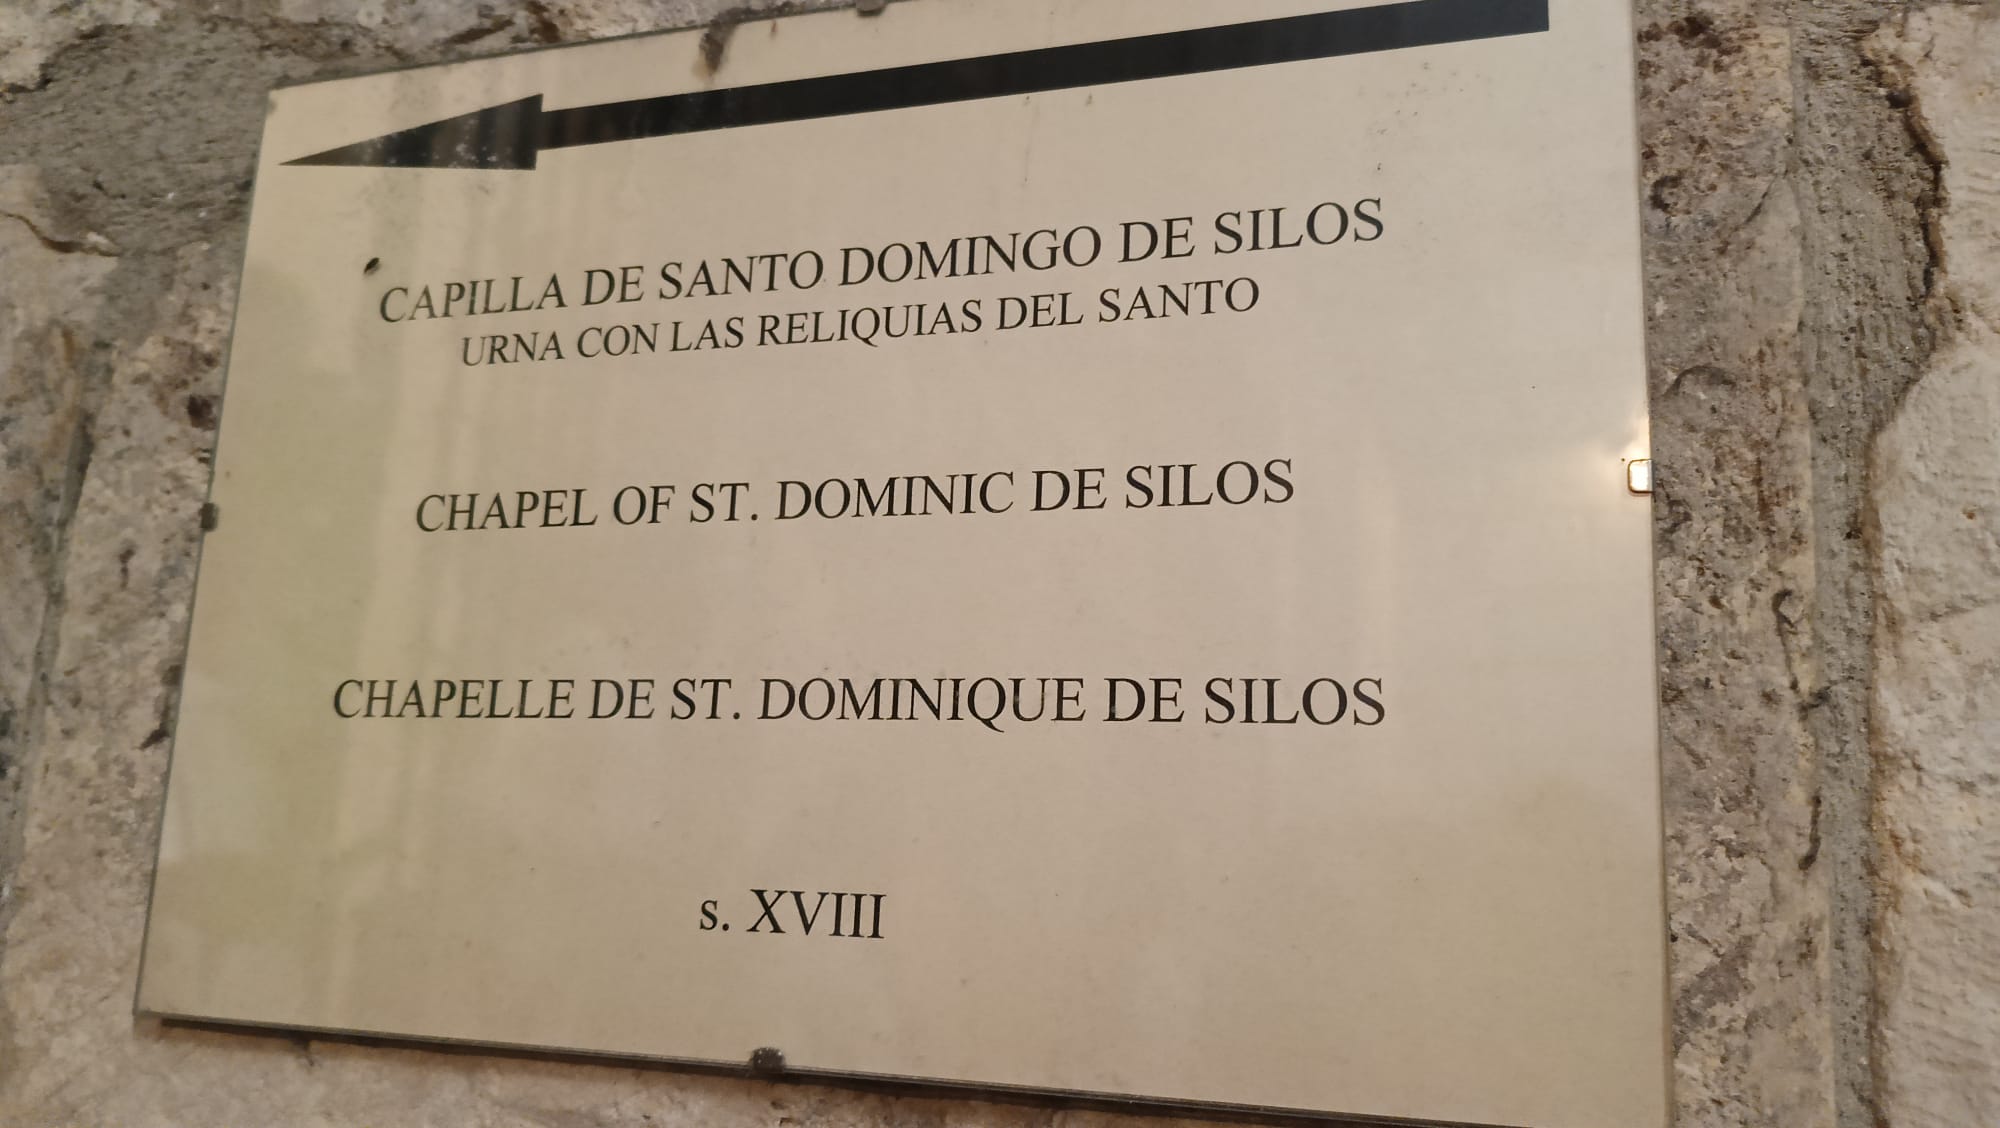 CAPILLA DE SANTO DOMINGO DE SILOS
URNA CON LAS RELIQUIAS DEL SANTO
CHAPEL OF ST. DOMINIC DE SILOS
CHAPELLE DE ST. DOMINIQUE DE SILOS
s. XVIII